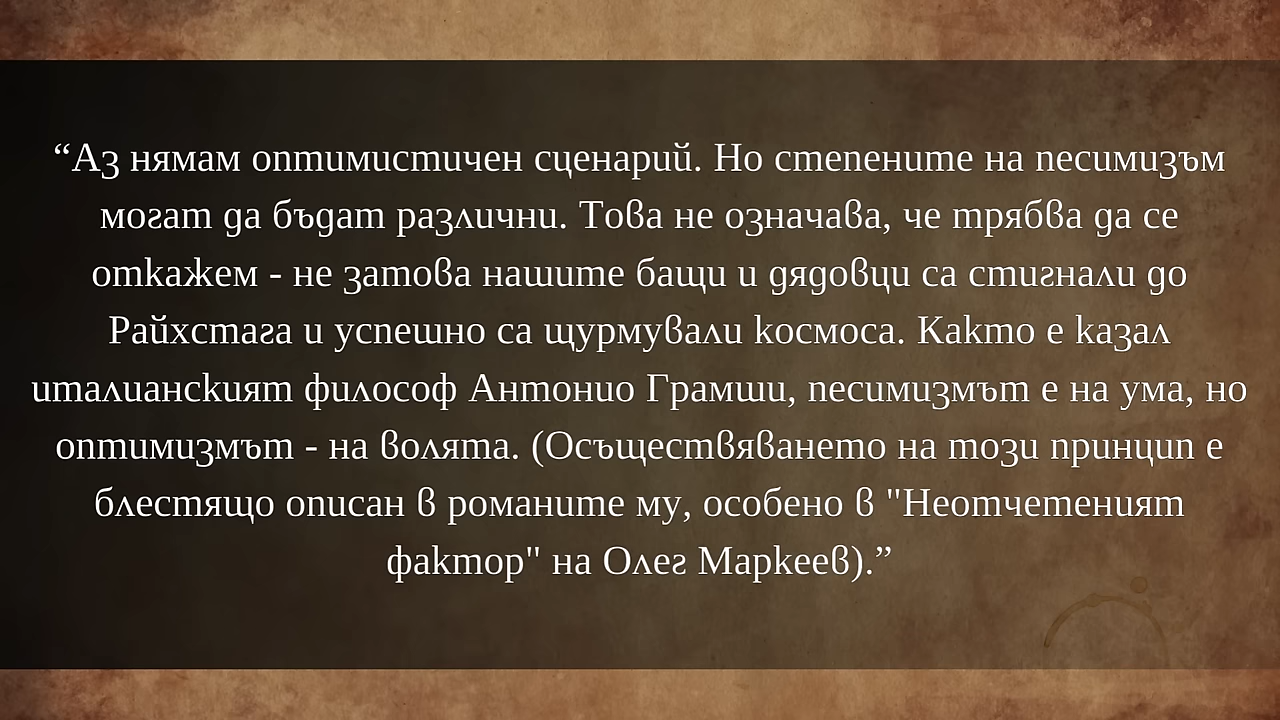 “Аз нямам оптимистичен сценарий. Но степените на песимизъм
могат да бъдат различни. Това не означава, че трябва да се
откажем - не затова нашите бащи и дядовци са стигнали до
Райхстага и успешно са щурмували космоса. Както е казал
италианският философ Антонио Грамши, песимизмът е на ума, но
оптимизмът - на волята. (Осъществяването на този принцип е
блестящо описан в романите му, особено в "Неотчетеният
фактор" на Олег Маркеев).”